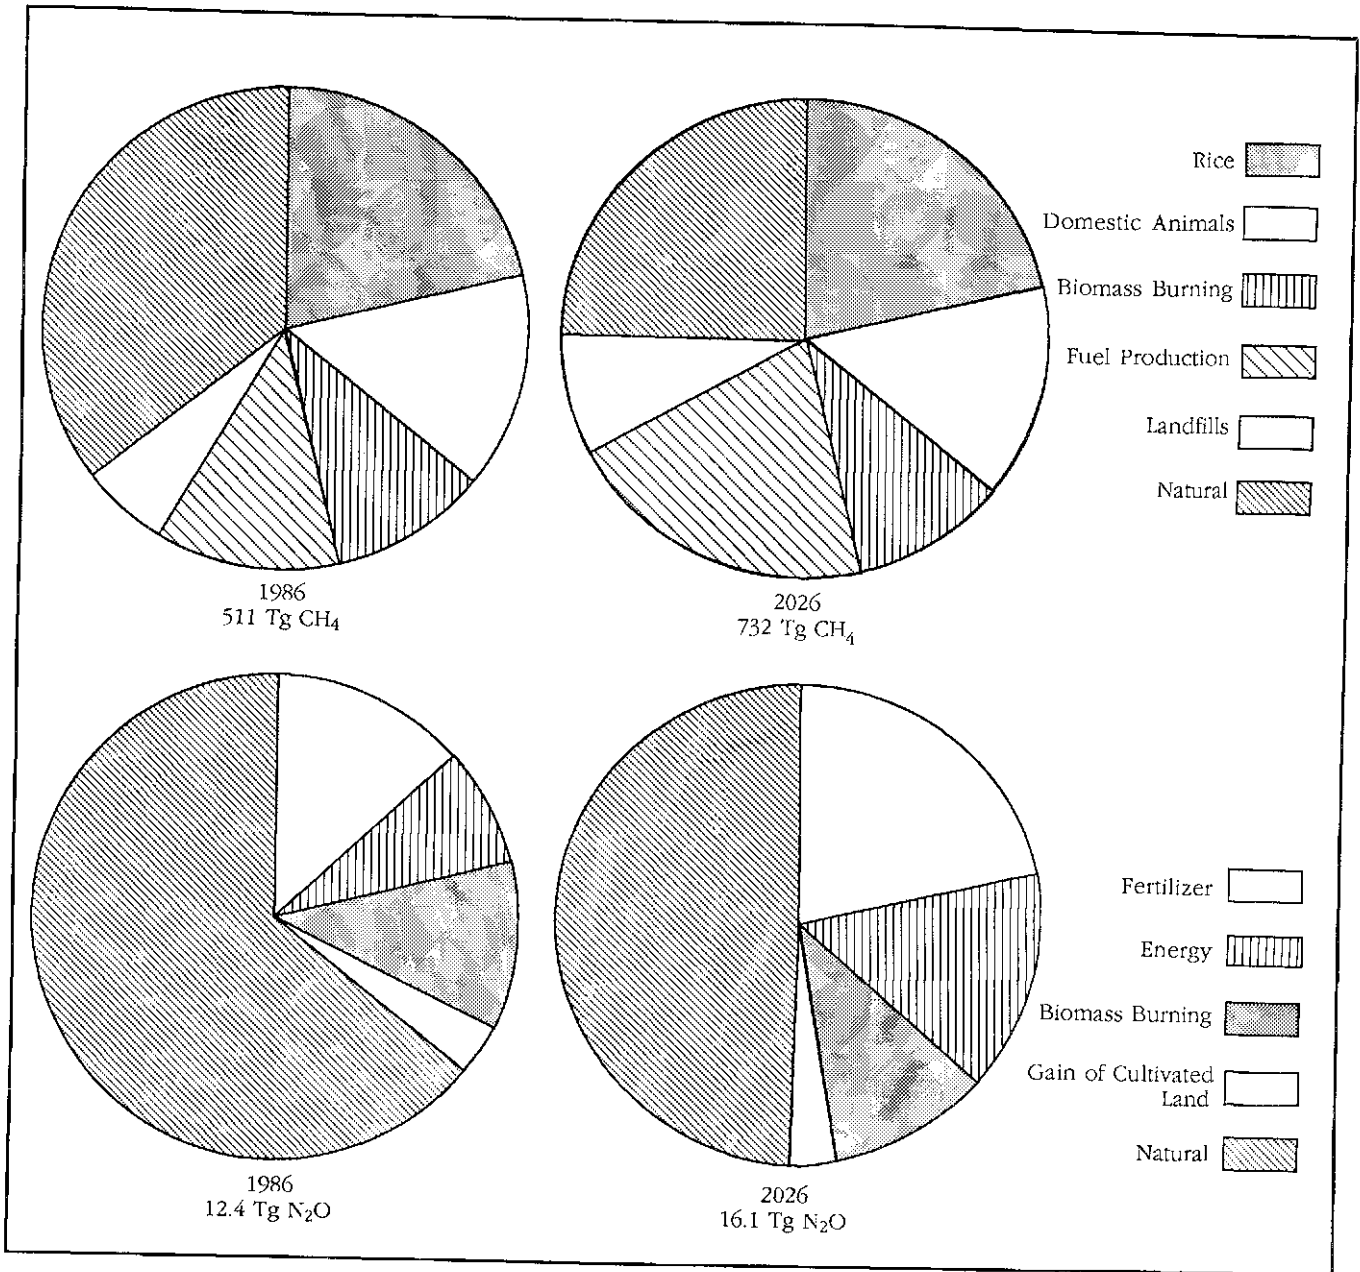 Rice
Domestic Animals
Biomass Burning
Fuel Production
Landfills
Natural
1986
511 Tg CH₄
2026
732 Tg CH₄
Fertilizer
Energy
Biomass Burning
Gain of Cultivated
Land
Natural
1986
12.4 Tg N₂O
2026
16.1 Tg N₂O